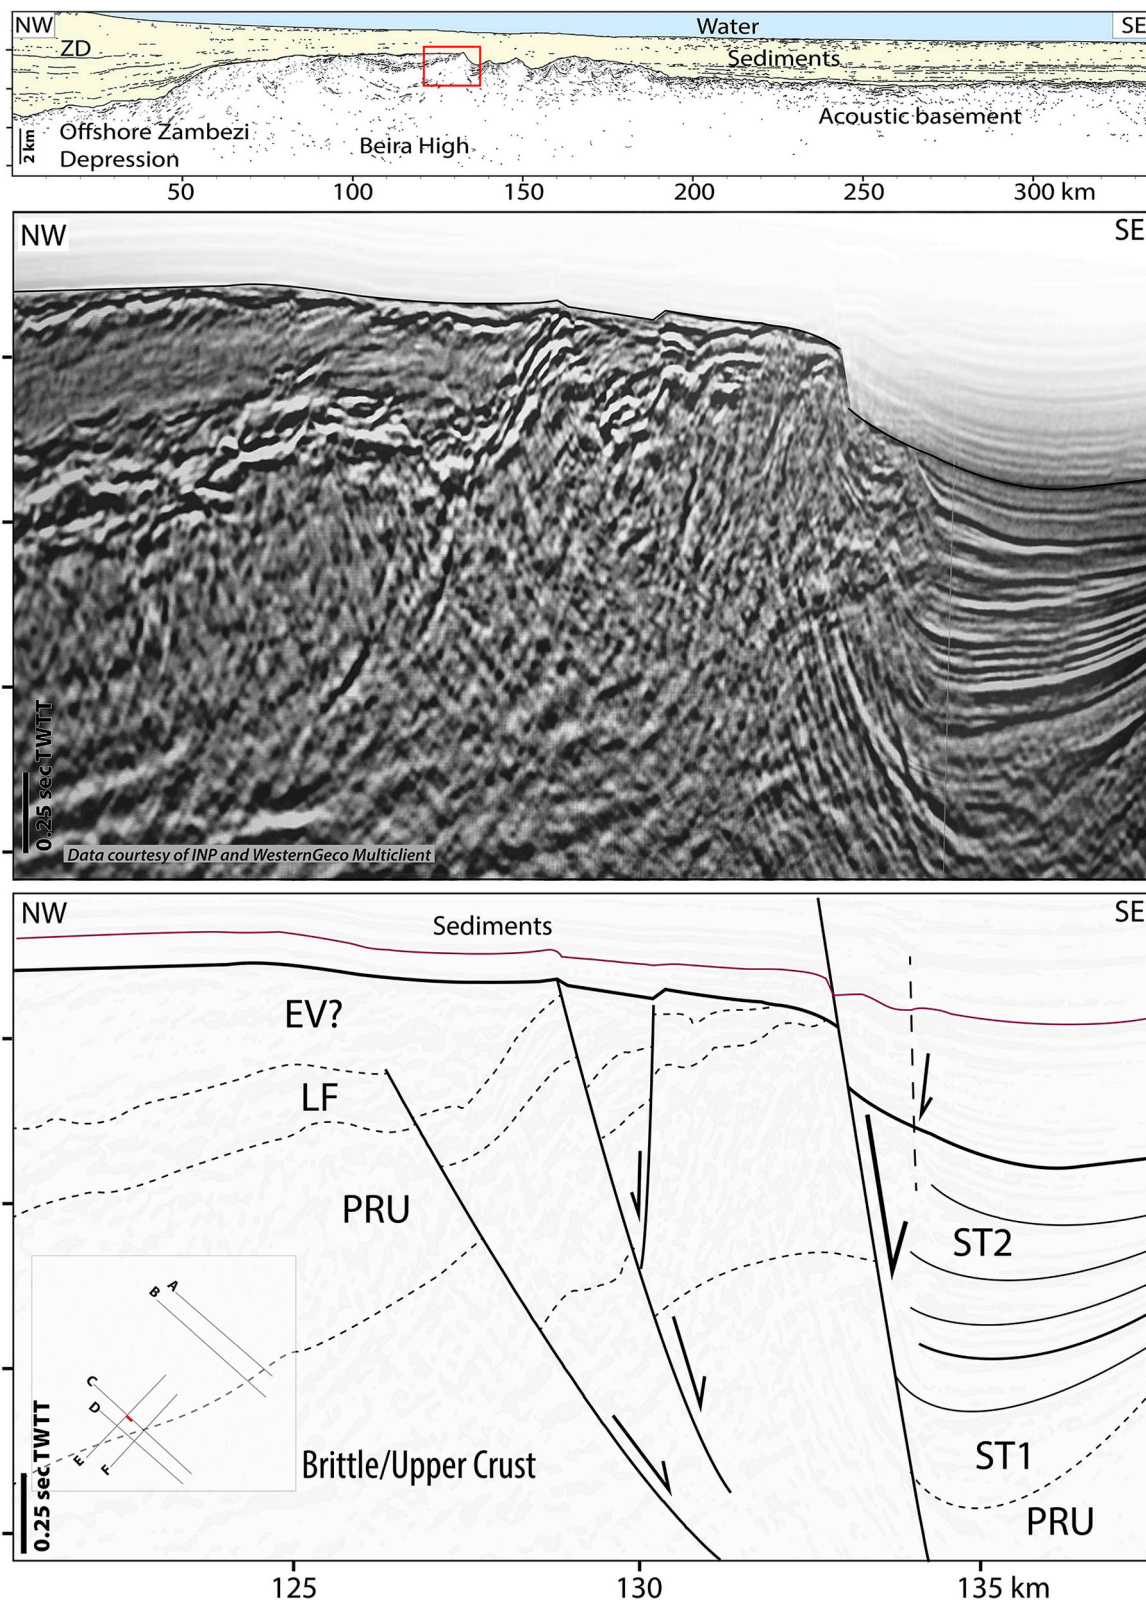 NW
Water
SE
ZD
Sediments
Offshore Zambezi
Depression
2 km
Beira High
Acoustic basement
50
100
150
200
250
300 km
NW
SE
0.25 sec TWTT
Data courtesy of INP and WesternGeco Multiclient
NW
Sediments
SE
EV?
LF
PRU
ST2
B
A
C
D
E
F
0.25 sec TWTT
Brittle/Upper Crust
ST1
PRU
125
130
135 km